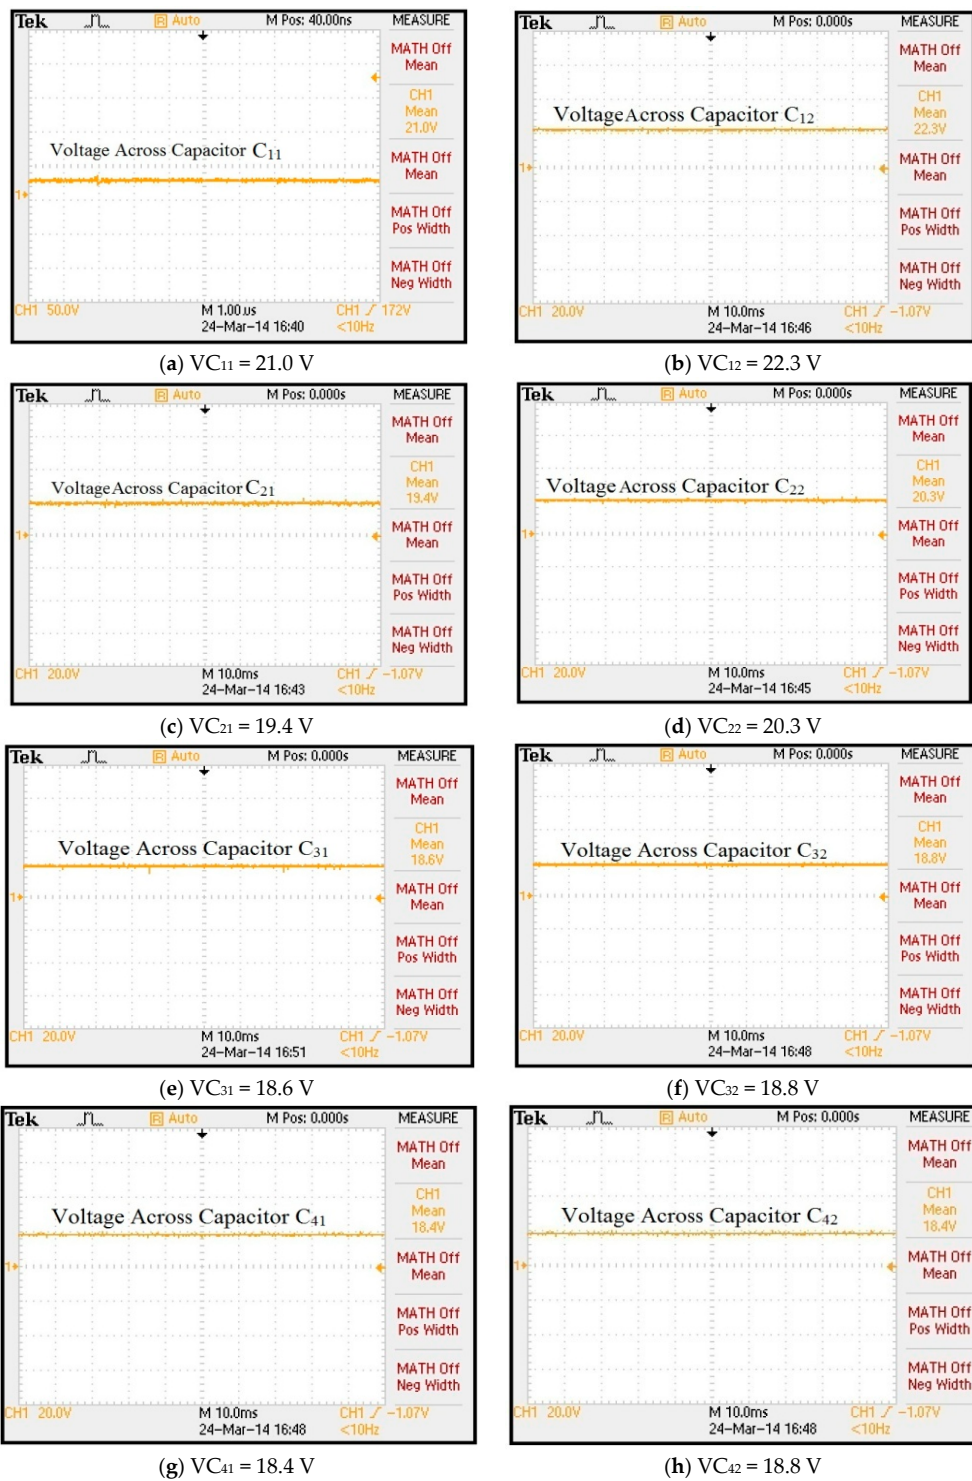 Tek Auto M Pos: 40.00ns MEASURE
MATH Off
Mean
CH1
Mean
21.0V
Voltage Across Capacitor C11
MATH Off
Mean
1
MATH Off
Pos Width
MATH Off
Neg Width
CH1 50.0V M 1.00us CH1 172V
24-Mar-14 16:40 <10Hz
(a) VC11 = 21.0 V
Tek R Auto M Pos: 0.000s MEASURE
MATH Off
Mean
CH1
Mean
22.3V
Voltage Across Capacitor C12
MATH Off
Mean
1
MATH Off
Pos Width
MATH Off
Neg Width
CH1 20.0V M 10.0ms CH1 -1.07V
24-Mar-14 16:46 <10Hz
(b) VC12 = 22.3 V
Tek R Auto M Pos: 0.000s MEASURE
MATH Off
Mean
CH1
Mean
19.4V
Voltage Across Capacitor C21
MATH Off
Mean
1
MATH Off
Pos Width
MATH Off
Neg Width
CH1 20.0V M 10.0ms CH1 -1.07V
24-Mar-14 16:43 <10Hz
(c) VC21 = 19.4 V
Tek R Auto M Pos: 0.000s MEASURE
MATH Off
Mean
CH1
Mean
20.3V
Voltage Across Capacitor C22
MATH Off
Mean
1
MATH Off
Pos Width
MATH Off
Neg Width
CH1 20.0V M 10.0ms CH1 -1.07V
24-Mar-14 16:45 <10Hz
(d) VC22 = 20.3 V
Tek R Auto M Pos: 0.000s MEASURE
MATH Off
Mean
CH1
Mean
18.6V
Voltage Across Capacitor C31
MATH Off
Mean
1
MATH Off
Pos Width
MATH Off
Neg Width
CH1 20.0V M 10.0ms CH1 -1.07V
24-Mar-14 16:51 <10Hz
(e) VC31 = 18.6 V
Tek R Auto M Pos: 0.000s MEASURE
MATH Off
Mean
CH1
Mean
18.8V
Voltage Across Capacitor C32
MATH Off
Mean
1
MATH Off
Pos Width
MATH Off
Neg Width
CH1 20.0V M 10.0ms CH1 -1.07V
24-Mar-14 16:48 <10Hz
(f) VC32 = 18.8 V
Tek R Auto M Pos: 0.000s MEASURE
MATH Off
Mean
CH1
Mean
18.4V
Voltage Across Capacitor C41
MATH Off
Mean
1
MATH Off
Pos Width
MATH Off
Neg Width
CH1 20.0V M 10.0ms CH1 -1.07V
24-Mar-14 16:48 <10Hz
(g) VC41 = 18.4 V
Tek R Auto M Pos: 0.000s MEASURE
MATH Off
Mean
CH1
Mean
18.4V
Voltage Across Capacitor C42
MATH Off
Mean
1
MATH Off
Pos Width
MATH Off
Neg Width
CH1 20.0V M 10.0ms CH1 -1.07V
24-Mar-14 16:48 <10Hz
(h) VC42 = 18.8 V